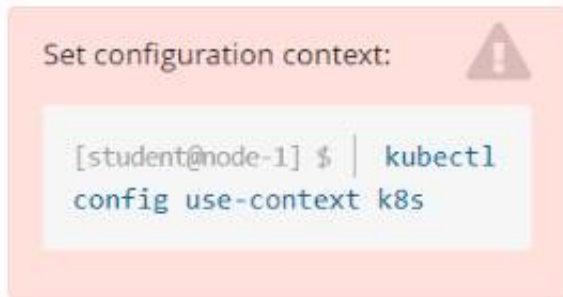 Set configuration context:
[student@node-1] $ | kubectl
config use-context k8s